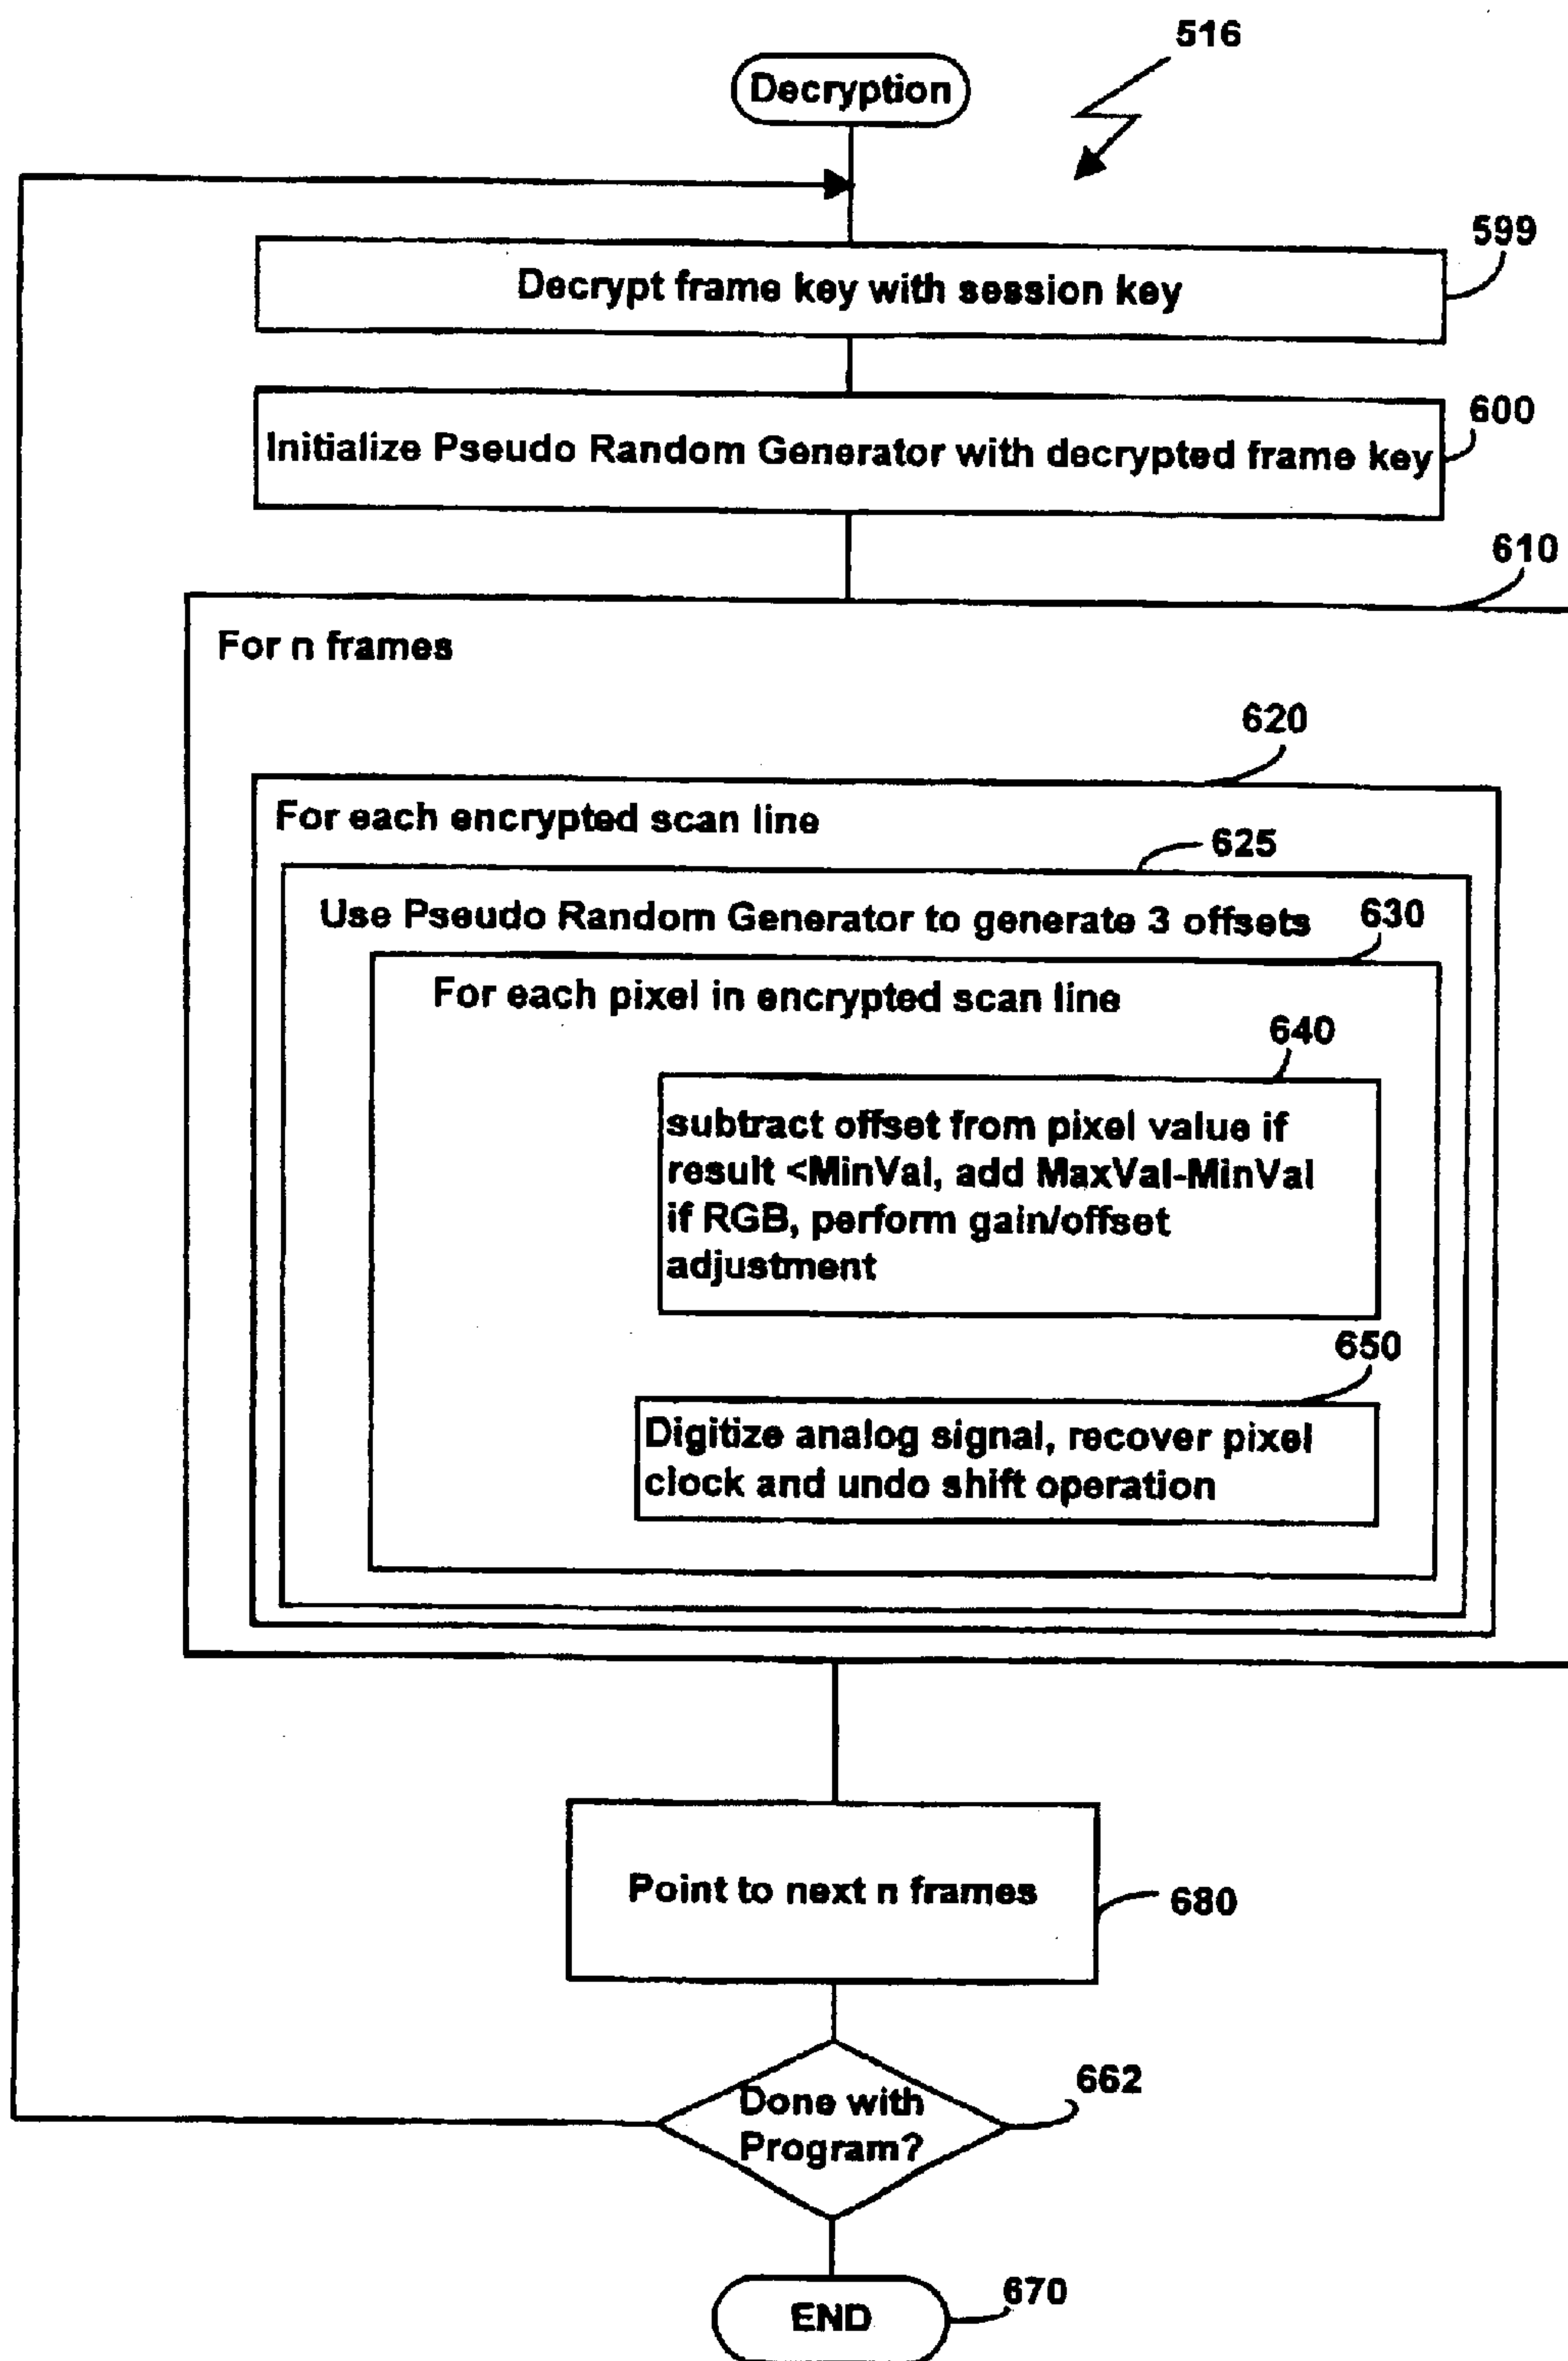 516
Decryption
599
Decrypt frame key with session key
600
Initialize Pseudo Random Generator with decrypted frame key
610
For n frames
620
For each encrypted scan line
625
Use Pseudo Random Generator to generate 3 offsets
630
For each pixel in encrypted scan line
640
subtract offset from pixel value if
result <MinVal, add MaxVal-MinVal
if RGB, perform gain/offset
adjustment
650
Digitize analog signal, recover pixel
clock and undo shift operation
Point to next n frames
680
Done with
Program?
662
END
670